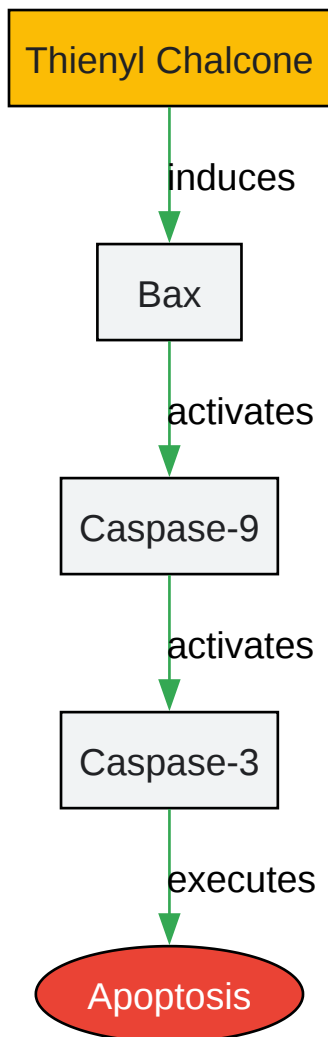 Thienyl Chalcone
induces
Bax
activates
Caspase-9
activates
Caspase-3
executes
Apoptosis